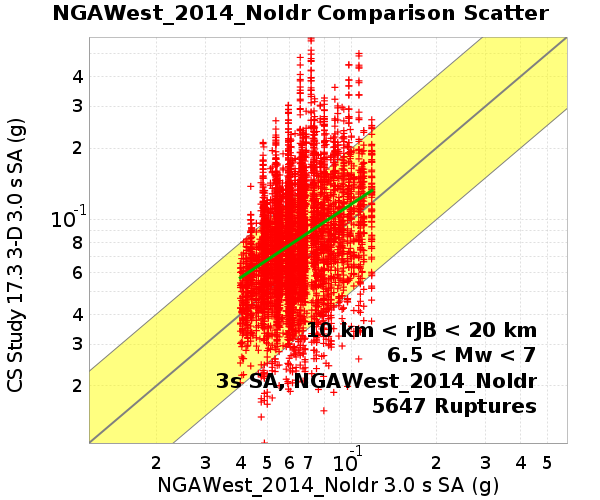 NGAWest_2014_NoIdr Comparison Scatter
CS Study 17.3 3-D 3.0 s SA (g)
4
3
2
10-1
8
6
4
3
2
10 km < rJB < 20 km
6.5 < Mw < 7
3s SA, NGAWest_2014_NoIdr
5647 Ruptures
2 3 4 5 6 7 10-1 2 3 4 5
NGAWest_2014_NoIdr 3.0 s SA (g)